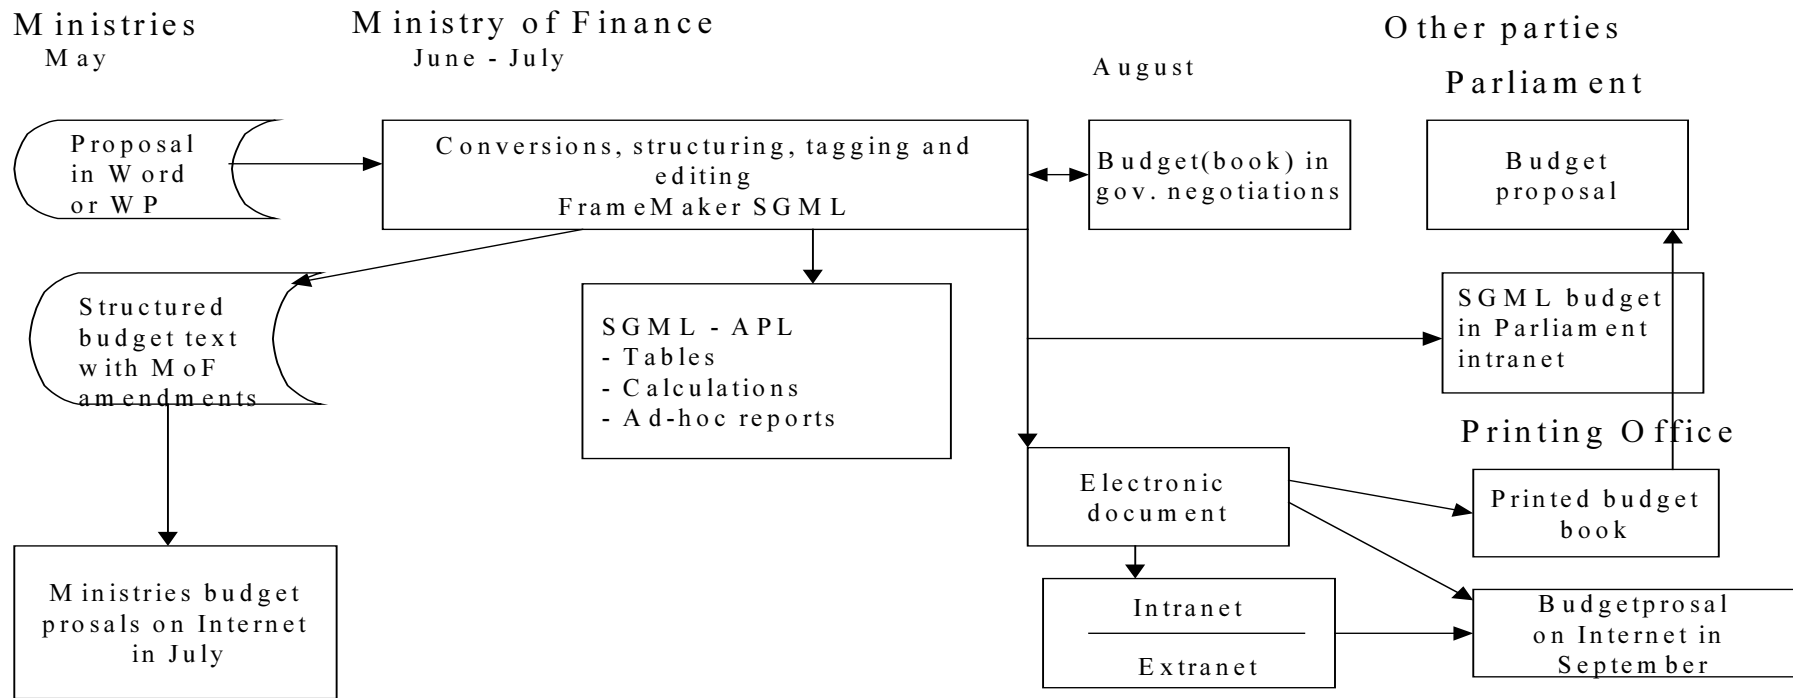 Ministries
May
Ministry of Finance
June - July
August
Other parties
Parliament
Proposal
in Word
or WP
Conversions, structuring, tagging and
editing
FrameMaker SGML
Budget(book) in
gov. negotiations
Budget
proposal
Structured
budget text
with MoF
amendments
SGML - APL
- Tables
- Calculations
- Ad-hoc reports
SGML budget
in Parliament
intranet
Printing Office
Electronic
document
Printed budget
book
Ministries budget
prosals on Internet
in July
Intranet
Extranet
Budgetprosal
on Internet in
September